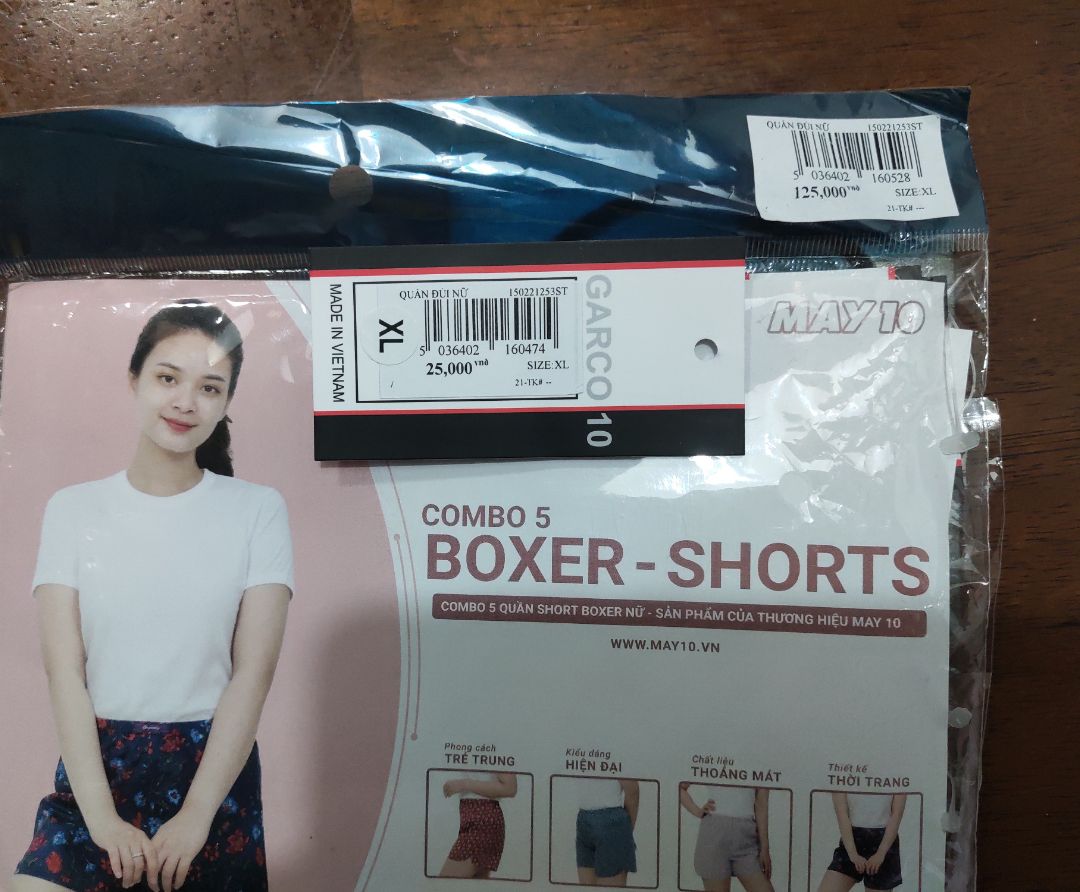 QUẦN ĐÙI NỮ 150221253ST
5 036402 160528
125,000 vnđ SIZE:XL
21-TK# ---
MADE IN VIETNAM
XL
QUẦN ĐÙI NỮ 150221253ST
5 036402 160474
25,000 vnđ SIZE:XL
21-TK# --
GARCO 10
MAY 10
COMBO 5
BOXER - SHORTS
COMBO 5 QUẦN SHORT BOXER NỮ - SẢN PHẨM CỦA THƯƠNG HIỆU MAY 10
WWW.MAY10.VN
Phong cách
TRẺ TRUNG
Kiểu dáng
HIỆN ĐẠI
Chất liệu
THOÁNG MÁT
Thiết kế
THỜI TRANG